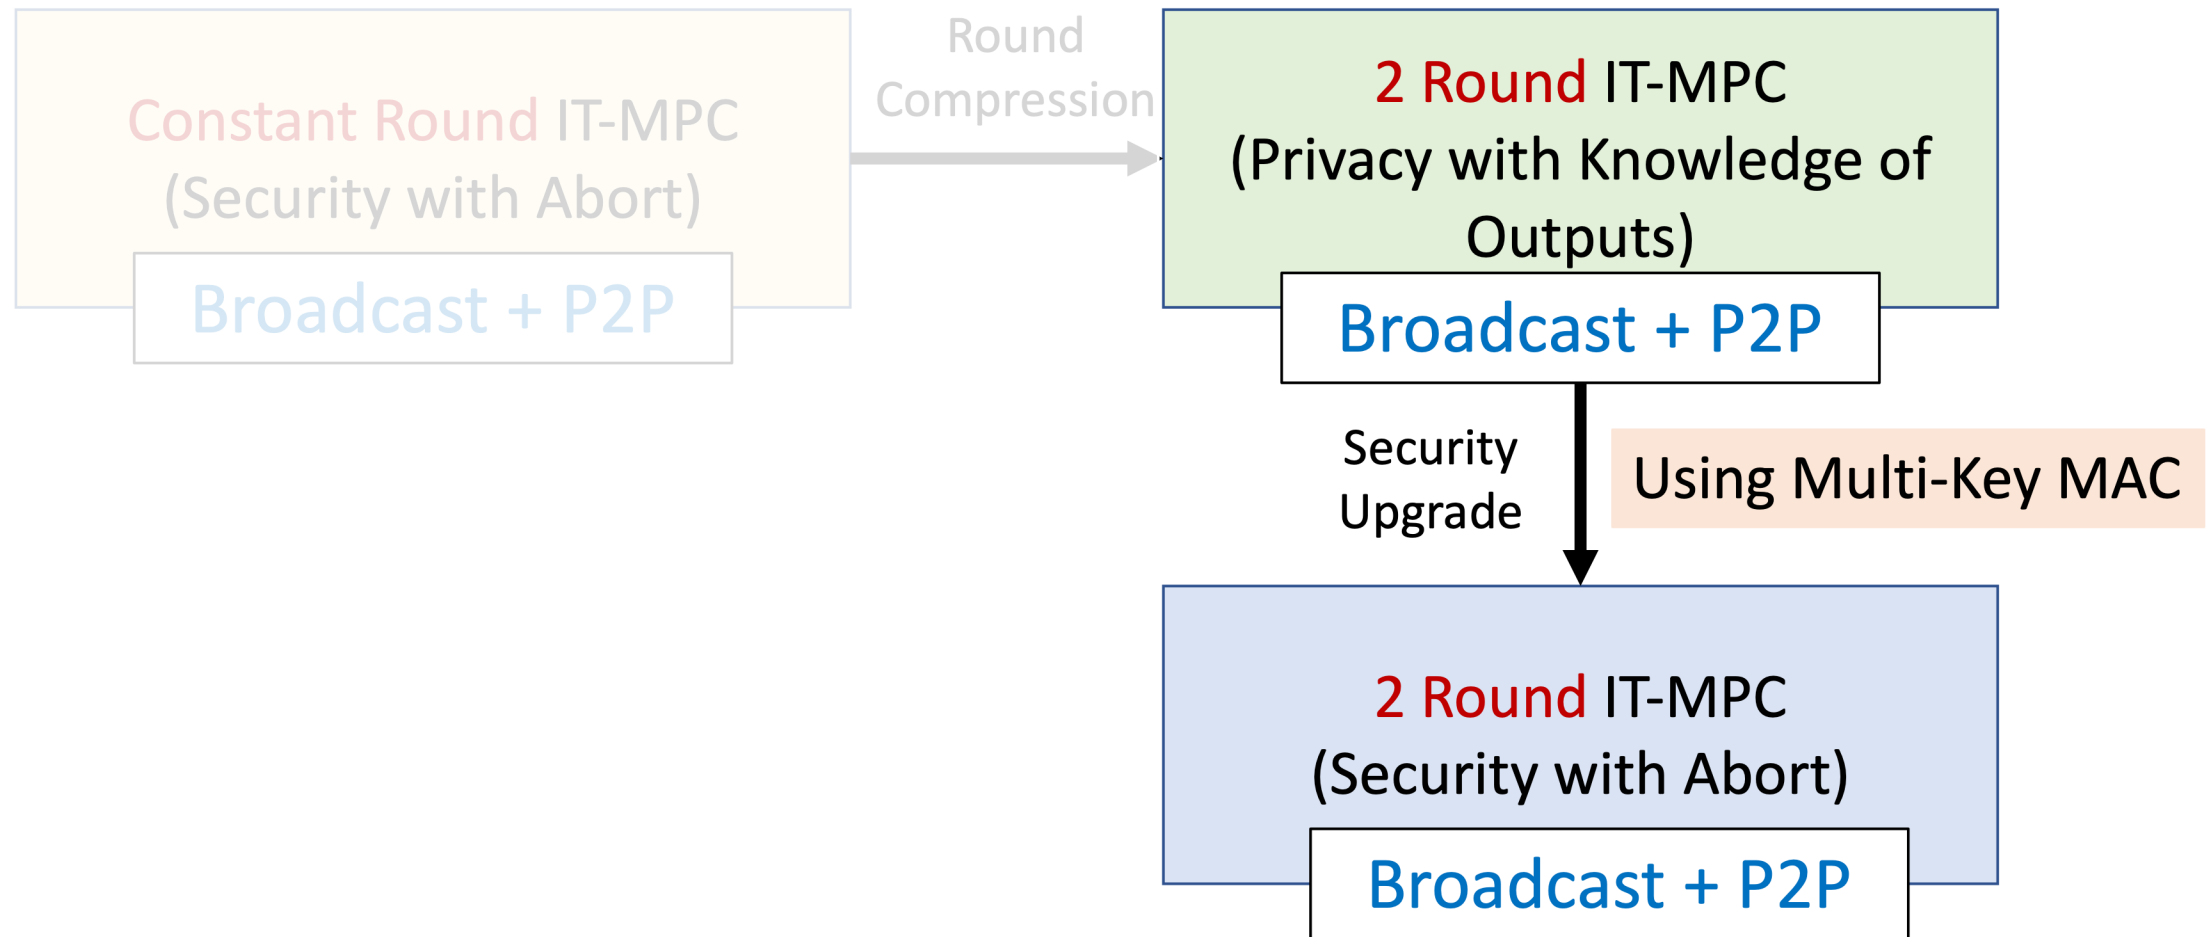 Constant Round IT-MPC
(Security with Abort)
Broadcast + P2P
Round
Compression
2 Round IT-MPC
(Privacy with Knowledge of
Outputs)
Broadcast + P2P
Security
Upgrade
Using Multi-Key MAC
2 Round IT-MPC
(Security with Abort)
Broadcast + P2P